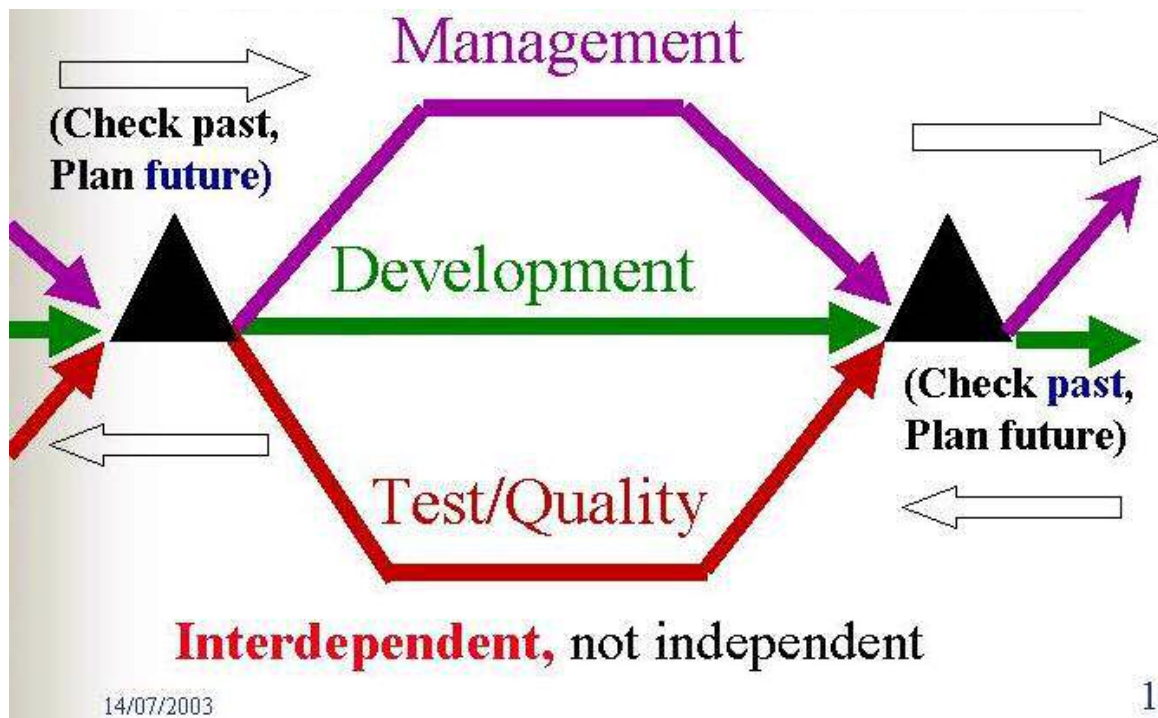 Management
(Check past,
Plan future)
Development
(Check past,
Plan future)
Test/Quality
Interdependent, not independent
14/07/2003
1